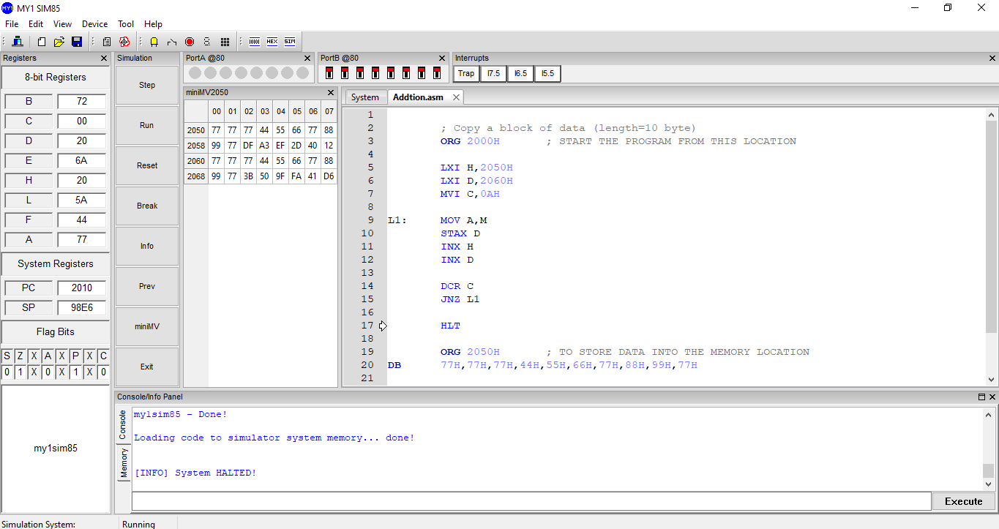 MY1 SIM85
File Edit View Device Tool Help
Registers
8-bit Registers
B 72
C 00
D 20
E 6A
H 20
L 5A
F 44
A 77
System Registers
PC 2010
SP 98E6
Flag Bits
S Z X A X P X C
0 1 X 0 X 1 X 0
my1sim85
Simulation
Step
Run
Reset
Break
Info
Prev
miniMV
Exit
PortA @80
PortB @80
Interrupts
Trap I7.5 I6.5 I5.5
miniMV2050
00 01 02 03 04 05 06 07
2050 77 77 77 44 55 66 77 88
2058 99 77 DF A3 EF 2D 40 12
2060 77 77 77 44 55 66 77 88
2068 99 77 3B 50 9F FA 41 D6
System Addtion.asm
1
2 ; Copy a block of data (length=10 byte)
3 ORG 2000H ; START THE PROGRAM FROM THIS LOCATION
4
5 LXI H,2050H
6 LXI D,2060H
7 MVI C,0AH
8
9 L1: MOV A,M
10 STAX D
11 INX H
12 INX D
13
14 DCR C
15 JNZ L1
16
17 HLT
18
19 ORG 2050H ; TO STORE DATA INTO THE MEMORY LOCATION
20 DB 77H,77H,77H,44H,55H,66H,77H,88H,99H,77H
21
Console/Info Panel
Console
Memory
my1sim85 - Done!
Loading code to simulator system memory... done!
[INFO] System HALTED!
Execute
Simulation System: Running